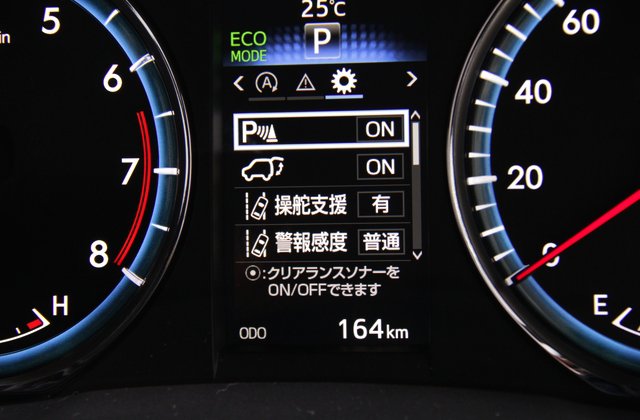 in
5
6
7
8
H
25℃
ECO
MODE
P
A
P ON
ON
操舵支援 有
警報感度 普通
⦿:クリアランスソナーを
ON/OFFできます
ODO 164km
60
40
20
0
E